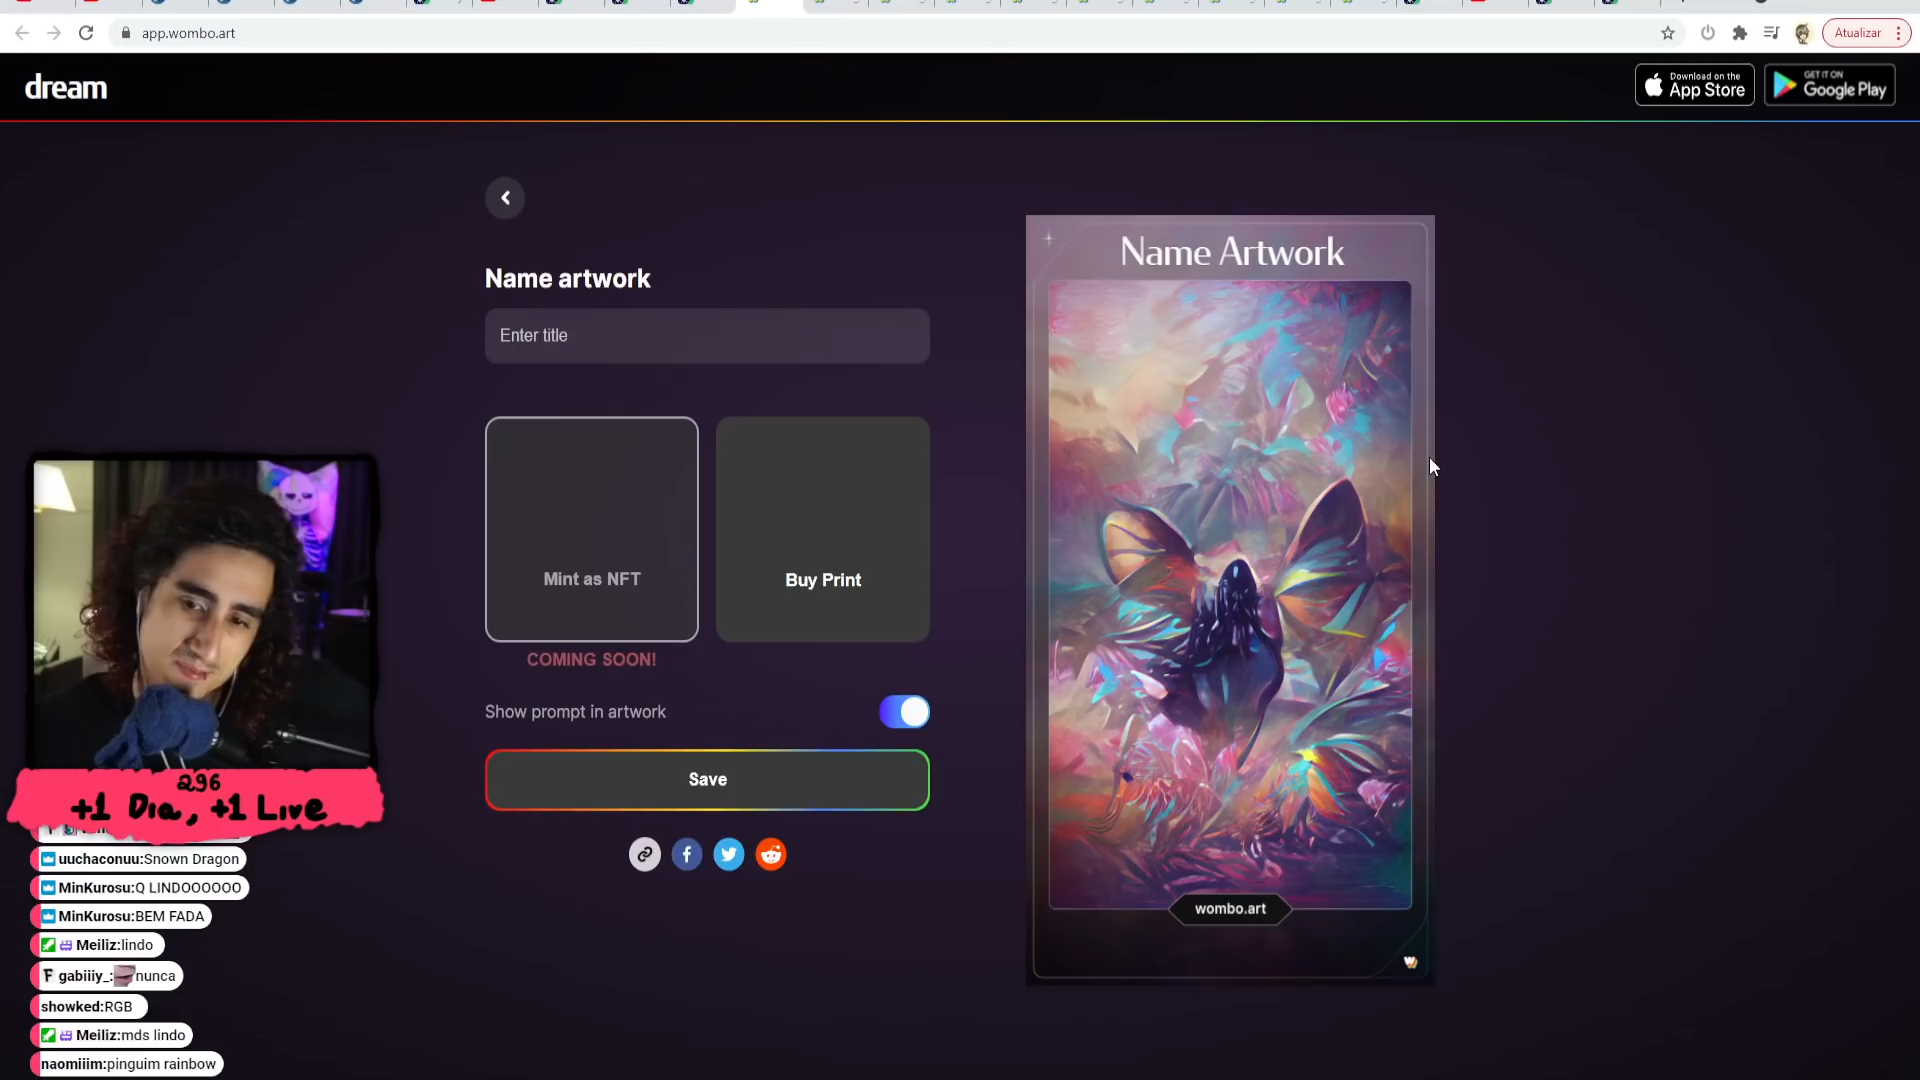 app.wombo.art
Atualizar
dream
Download on the
App Store
GET IT ON
Google Play
Name artwork
Enter title
Mint as NFT
Buy Print
COMING SOON!
Show prompt in artwork
Save
Name Artwork
wombo.art
296
+1 Dia, +1 Live
uuchaconuu:Snown Dragon
MinKurosu:Q LINDOOOOOO
MinKurosu:BEM FADA
Meiliz:lindo
gabiiiy_:nunca
showked:RGB
Meiliz:mds lindo
naomiiim:pinguim rainbow